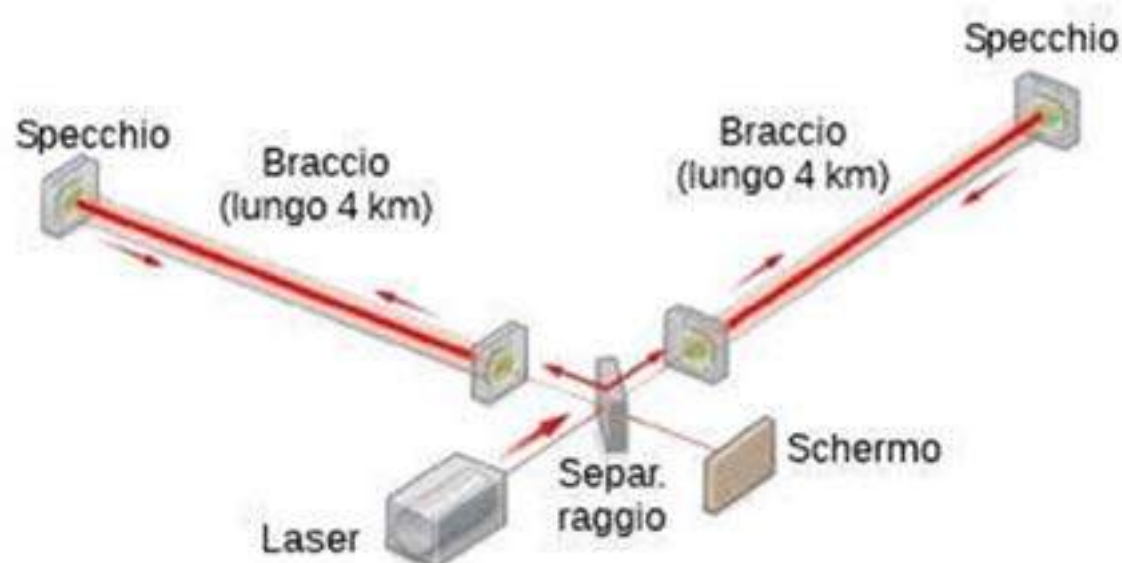 Specchio
Specchio
Braccio
(lungo 4 km)
Braccio
(lungo 4 km)
Schermo
Separ.
raggio
Laser